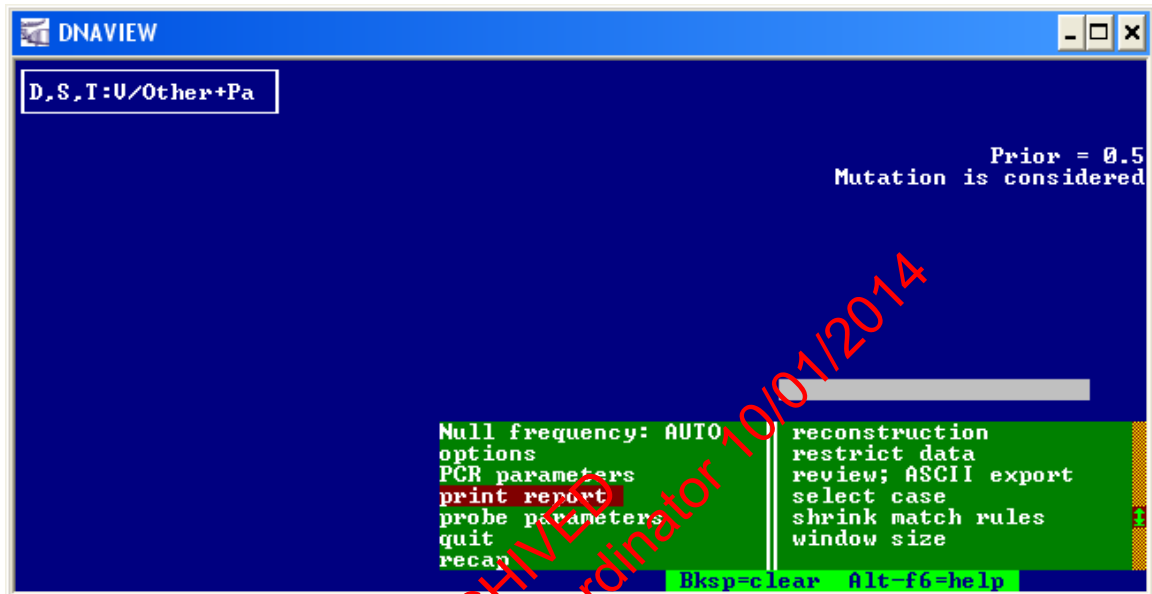 DNAVIEW
D,S,T:V/Other+Pa
Prior = 0.5
Mutation is considered
Null frequency: AUTO
options
PCR parameters
print report
probe parameters
quit
recap
reconstruction
restrict data
review; ASCII export
select case
shrink match rules
window size
Bksp=clear Alt-f6=help
10/01/2014